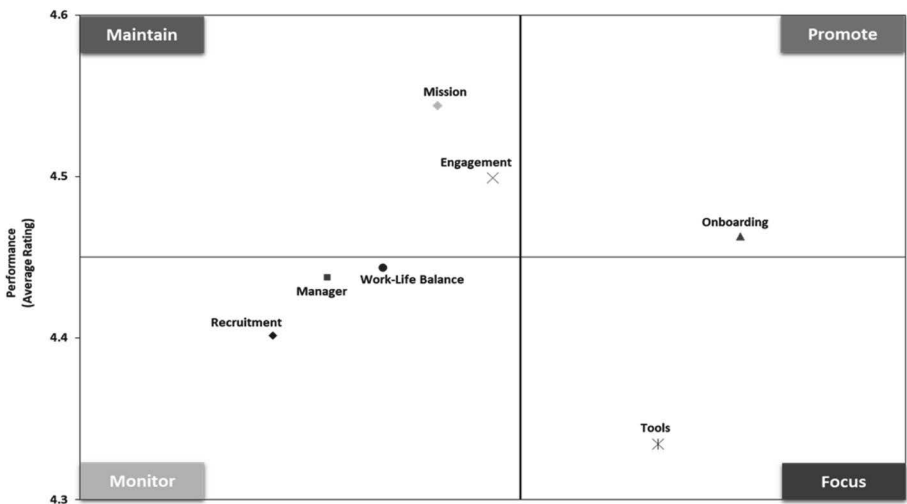 4.6
Maintain
Promote
Mission
Engagement
4.5
Onboarding
Performance
(Average Rating)
Work-Life Balance
Manager
Recruitment
4.4
Tools
Monitor
Focus
4.3